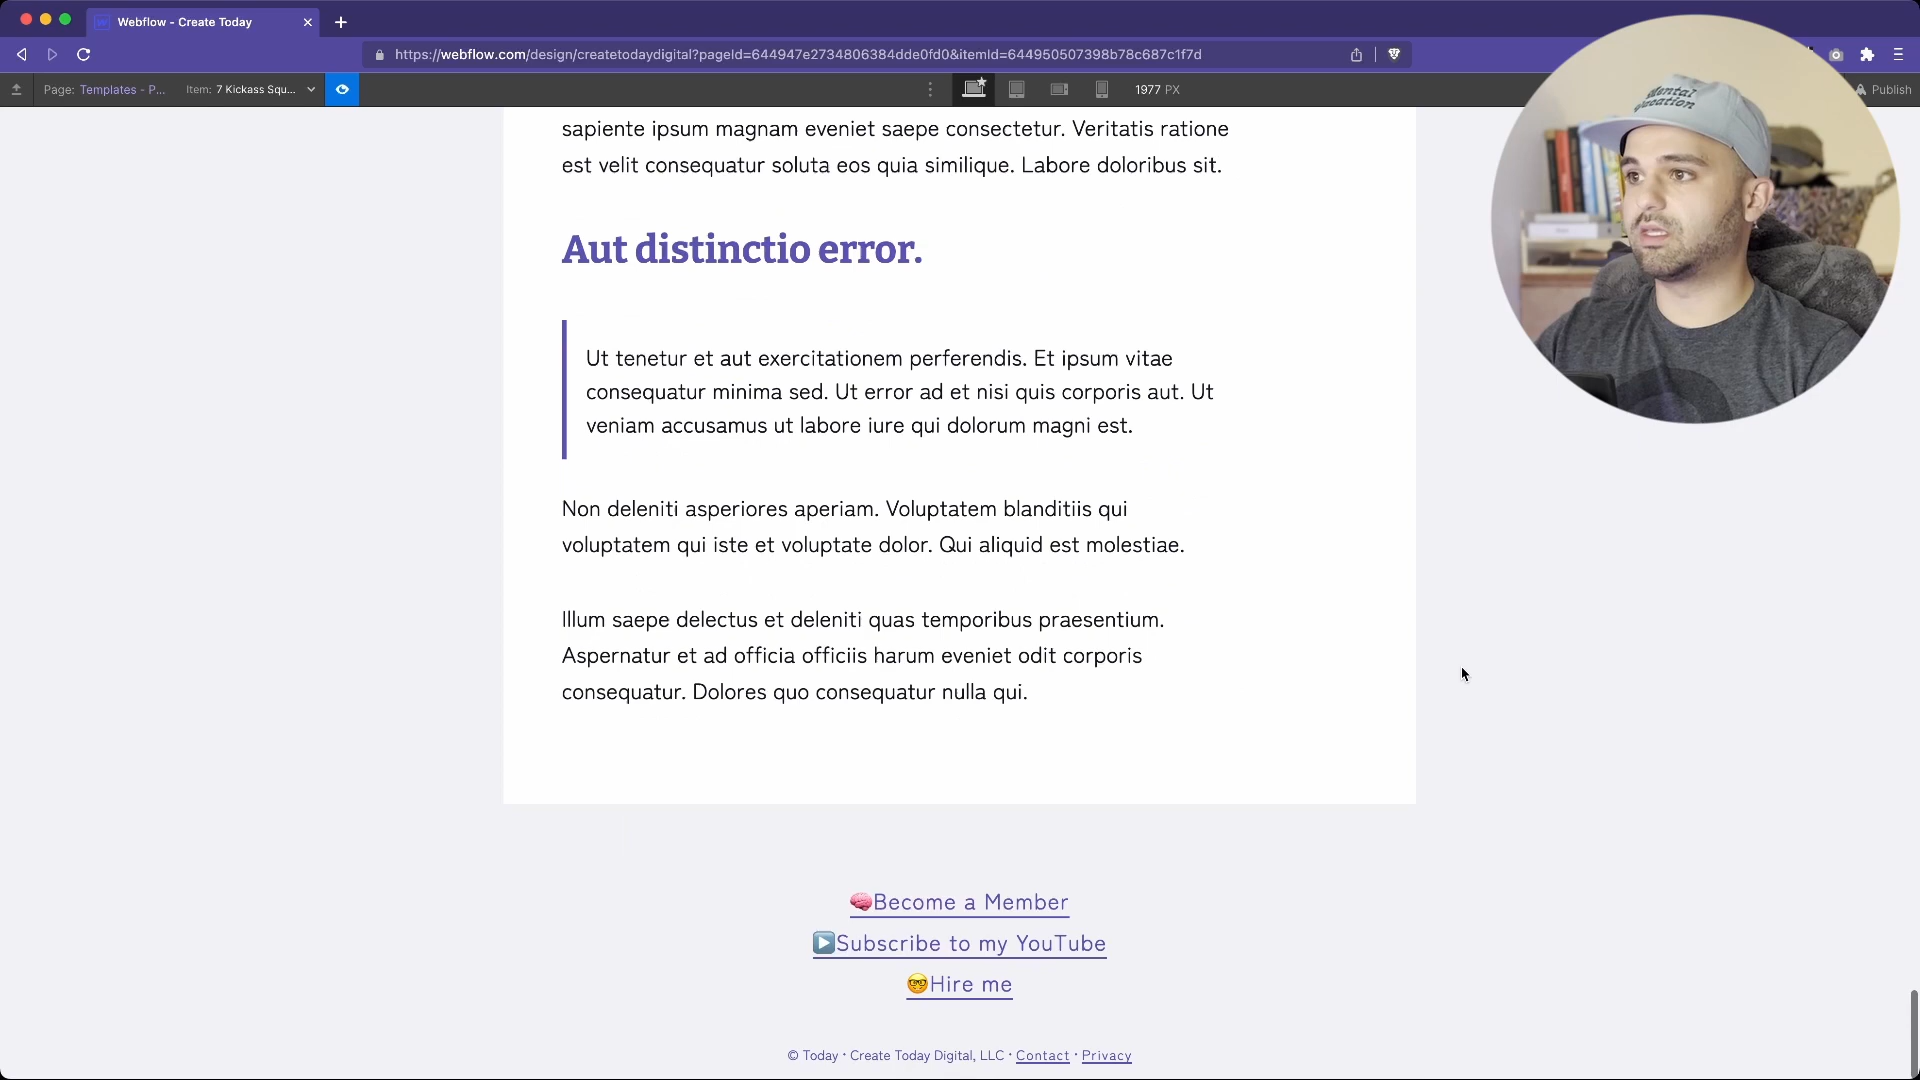 Webflow - Create Today
https://webflow.com/design/createtodaydigital?pageId=644947e2734806384dde0fd0&itemId=644950507398b78c687c1f7d
Page: Templates - P... Item: 7 Kickass Squ... 1977 PX Publish
sapiente ipsum magnam eveniet saepe consectetur. Veritatis ratione
est velit consequatur soluta eos quia similique. Labore doloribus sit.
Aut distinctio error.
Ut tenetur et aut exercitationem perferendis. Et ipsum vitae
consequatur minima sed. Ut error ad et nisi quis corporis aut. Ut
veniam accusamus ut labore iure qui dolorum magni est.
Non deleniti asperiores aperiam. Voluptatem blanditiis qui
voluptatem qui iste et voluptate dolor. Qui aliquid est molestiae.
Illum saepe delectus et deleniti quas temporibus praesentium.
Aspernatur et ad officia officiis harum eveniet odit corporis
consequatur. Dolores quo consequatur nulla qui.
🧠Become a Member
▶️Subscribe to my YouTube
🤓Hire me
© Today · Create Today Digital, LLC · Contact · Privacy